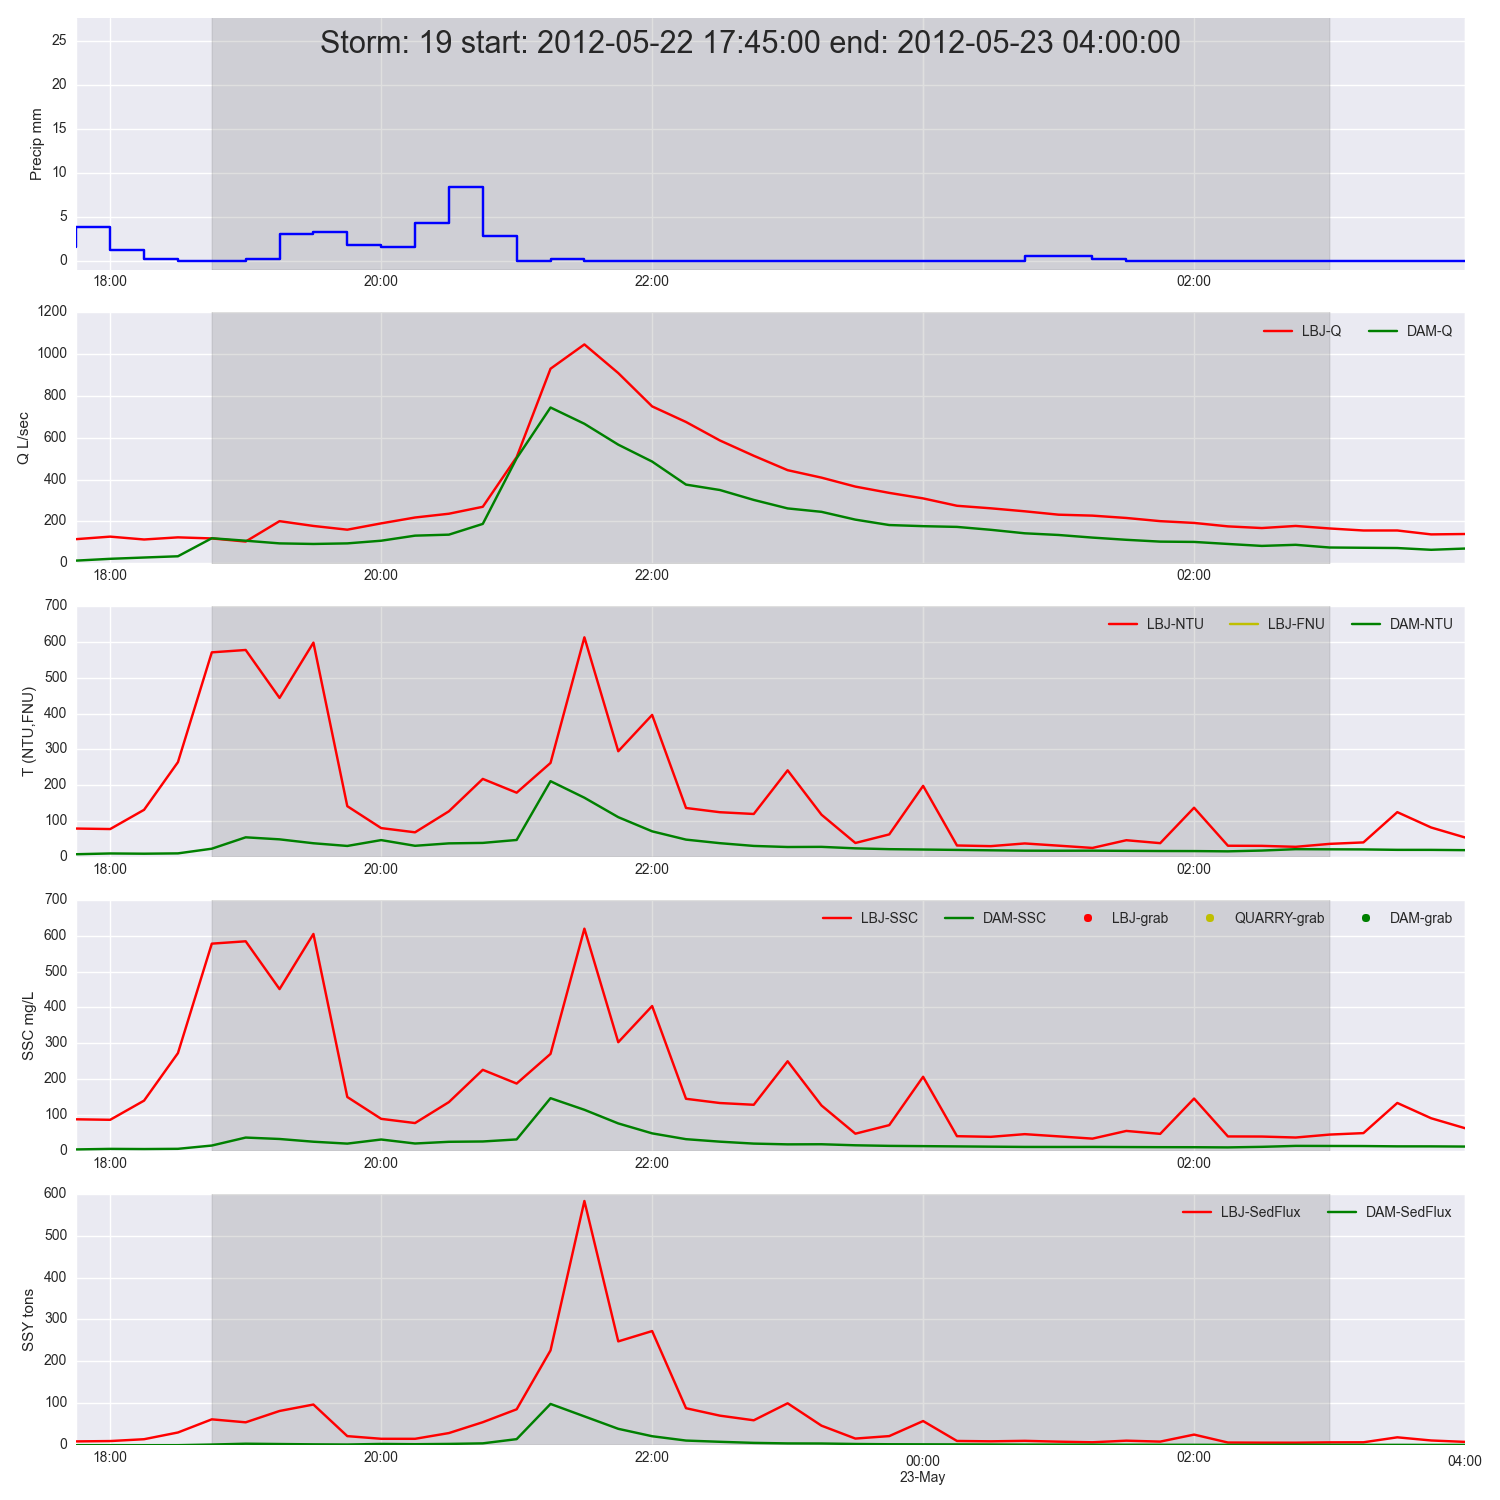 Storm: 19 start: 2012-05-22 17:45:00 end: 2012-05-23 04:00:00
Precip mm
25
20
15
10
5
0
18:00 20:00 22:00 02:00
Q L/sec
1200
1000
800
600
400
200
0
LBJ-Q DAM-Q
18:00 20:00 22:00 02:00
T (NTU,FNU)
700
600
500
400
300
200
100
0
LBJ-NTU LBJ-FNU DAM-NTU
18:00 20:00 22:00 02:00
SSC mg/L
700
600
500
400
300
200
100
0
LBJ-SSC DAM-SSC LBJ-grab QUARRY-grab DAM-grab
18:00 20:00 22:00 02:00
SSY tons
600
500
400
300
200
100
0
LBJ-SedFlux DAM-SedFlux
18:00 20:00 22:00 00:00 02:00 04:00
23-May